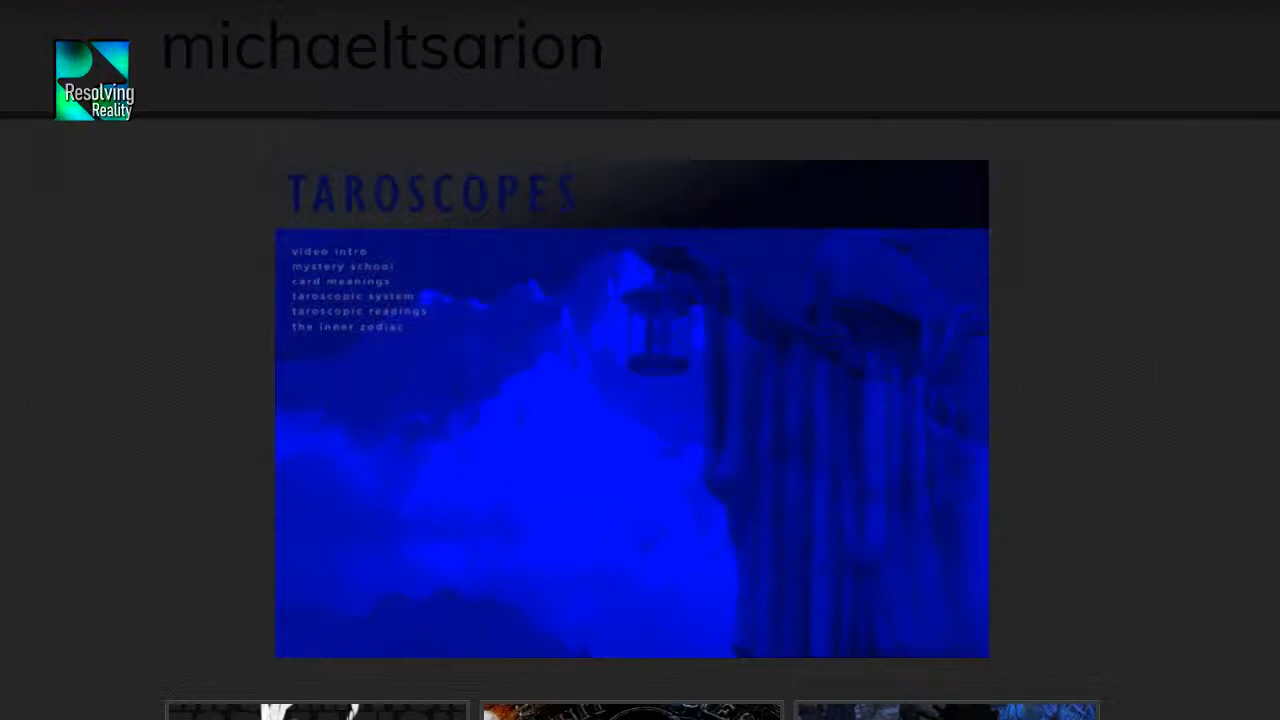 michaeltsarion
Resolving
Reality
TAROSCOPES
video intro
mystery school
card meanings
taroscopic system
taroscopic readings
the inner zodiac